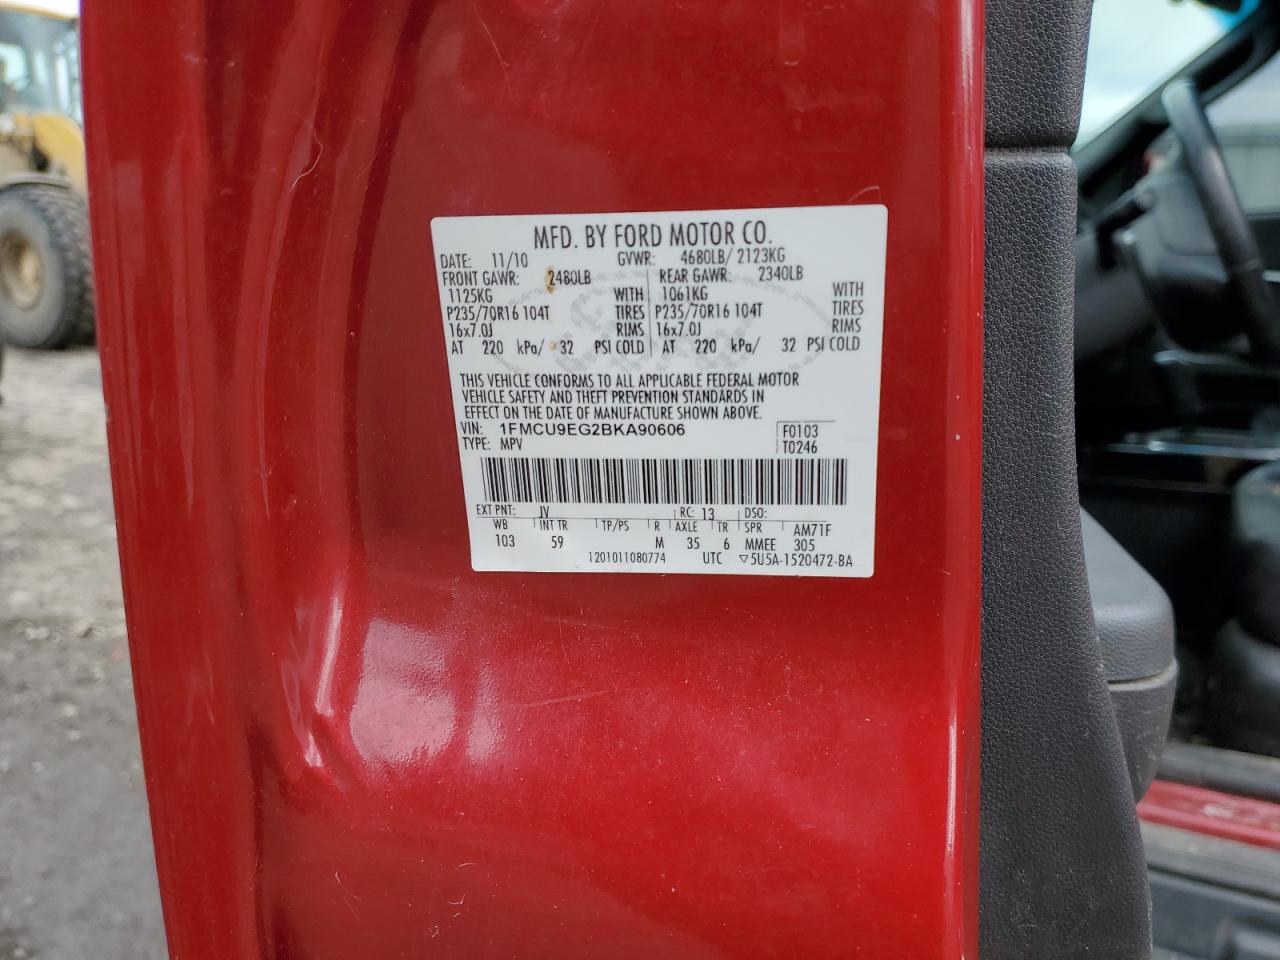 MFD. BY FORD MOTOR CO.
DATE: 11/10 GVWR: 4680LB/ 2123KG
FRONT GAWR: 2480LB REAR GAWR: 2340LB
1125KG WITH 1061KG WITH
P235/70R16 104T TIRES P235/70R16 104T TIRES
16x7.0J RIMS 16x7.0J RIMS
AT 220 kPa/ 32 PSI COLD AT 220 kPa/ 32 PSI COLD
THIS VEHICLE CONFORMS TO ALL APPLICABLE FEDERAL MOTOR
VEHICLE SAFETY AND THEFT PREVENTION STANDARDS IN
EFFECT ON THE DATE OF MANUFACTURE SHOWN ABOVE.
VIN: 1FMCU9EG2BKA90606 F0103
TYPE: MPV T0246
EXT PNT: JV RC: 13 DSO:
WB INT TR TP/PS R AXLE TR SPR AM71F
103 59 M 35 6 MMEE 305
1201011080774 UTC ▽5U5A-1520472-BA